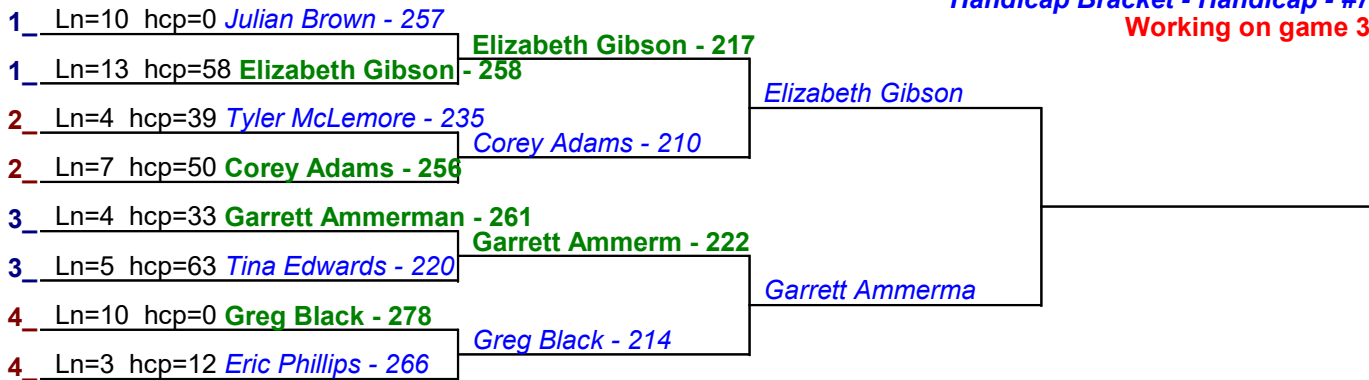 Handicap Bracket - Handicap - #7
Working on game 3
1_ Ln=10 hcp=0 Julian Brown - 257
Elizabeth Gibson - 217
1_ Ln=13 hcp=58 Elizabeth Gibson - 258
Elizabeth Gibson
2_ Ln=4 hcp=39 Tyler McLemore - 235
Corey Adams - 210
2_ Ln=7 hcp=50 Corey Adams - 256
3_ Ln=4 hcp=33 Garrett Ammerman - 261
Garrett Ammerm - 222
3_ Ln=5 hcp=63 Tina Edwards - 220
Garrett Ammerma
4_ Ln=10 hcp=0 Greg Black - 278
Greg Black - 214
4_ Ln=3 hcp=12 Eric Phillips - 266